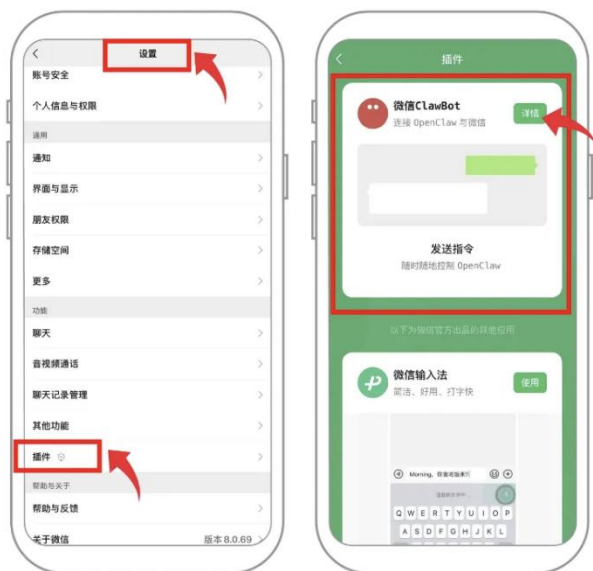 设置
账号安全
个人信息与权限
通用
通知
界面与显示
朋友权限
存储空间
更多
功能
聊天
音视频通话
聊天记录管理
其他功能
插件
帮助与关于
帮助与反馈
关于微信 版本 8.0.69
插件
微信ClawBot
连接 OpenClaw 与微信
详情
发送指令
随时随地控制 OpenClaw
以下为微信官方出品的其他应用
微信输入法
简洁、好用、打字快
使用
Morning,
Q W E R T Y U I O P
A S D F G H J K L